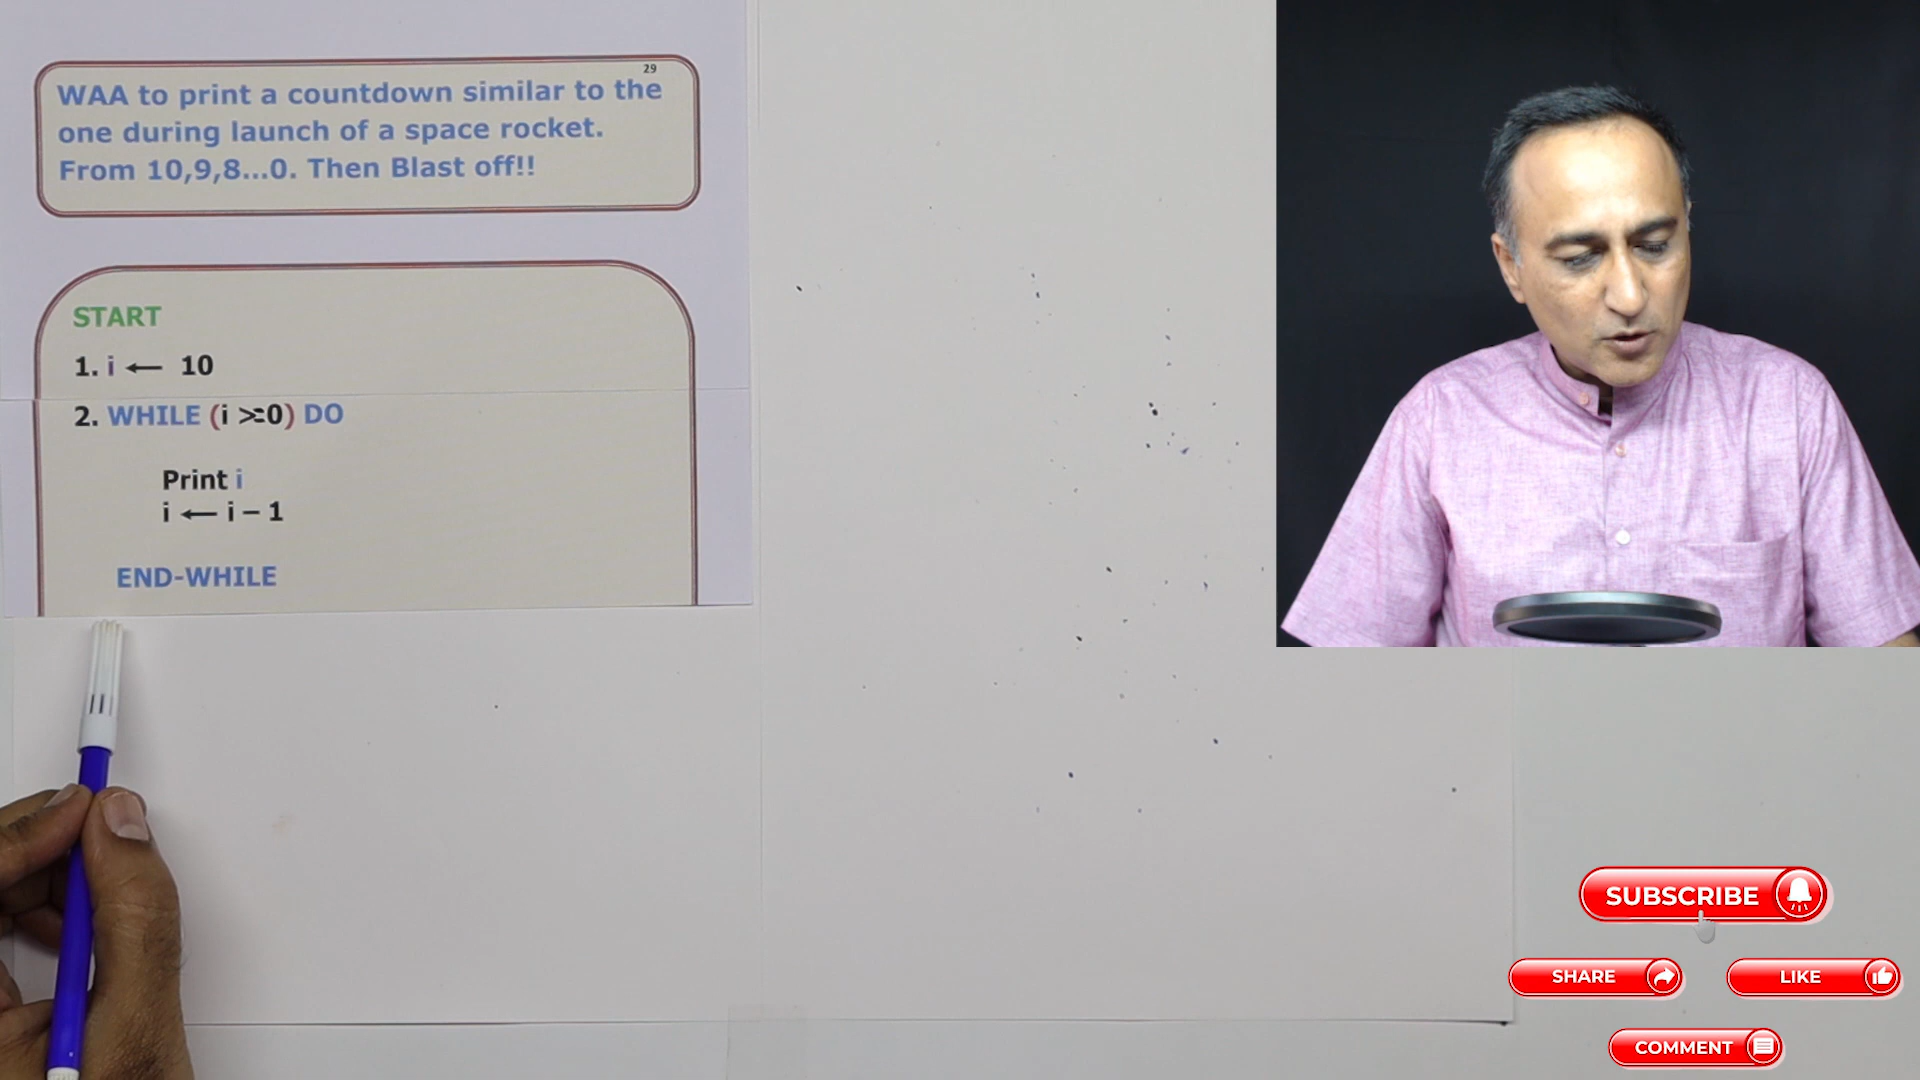 29
WAA to print a countdown similar to the
one during launch of a space rocket.
From 10,9,8...0. Then Blast off!!
START
1. i ← 10
2. WHILE (i >=0) DO
Print i
i ← i – 1
END-WHILE
SUBSCRIBE
SHARE
LIKE
COMMENT